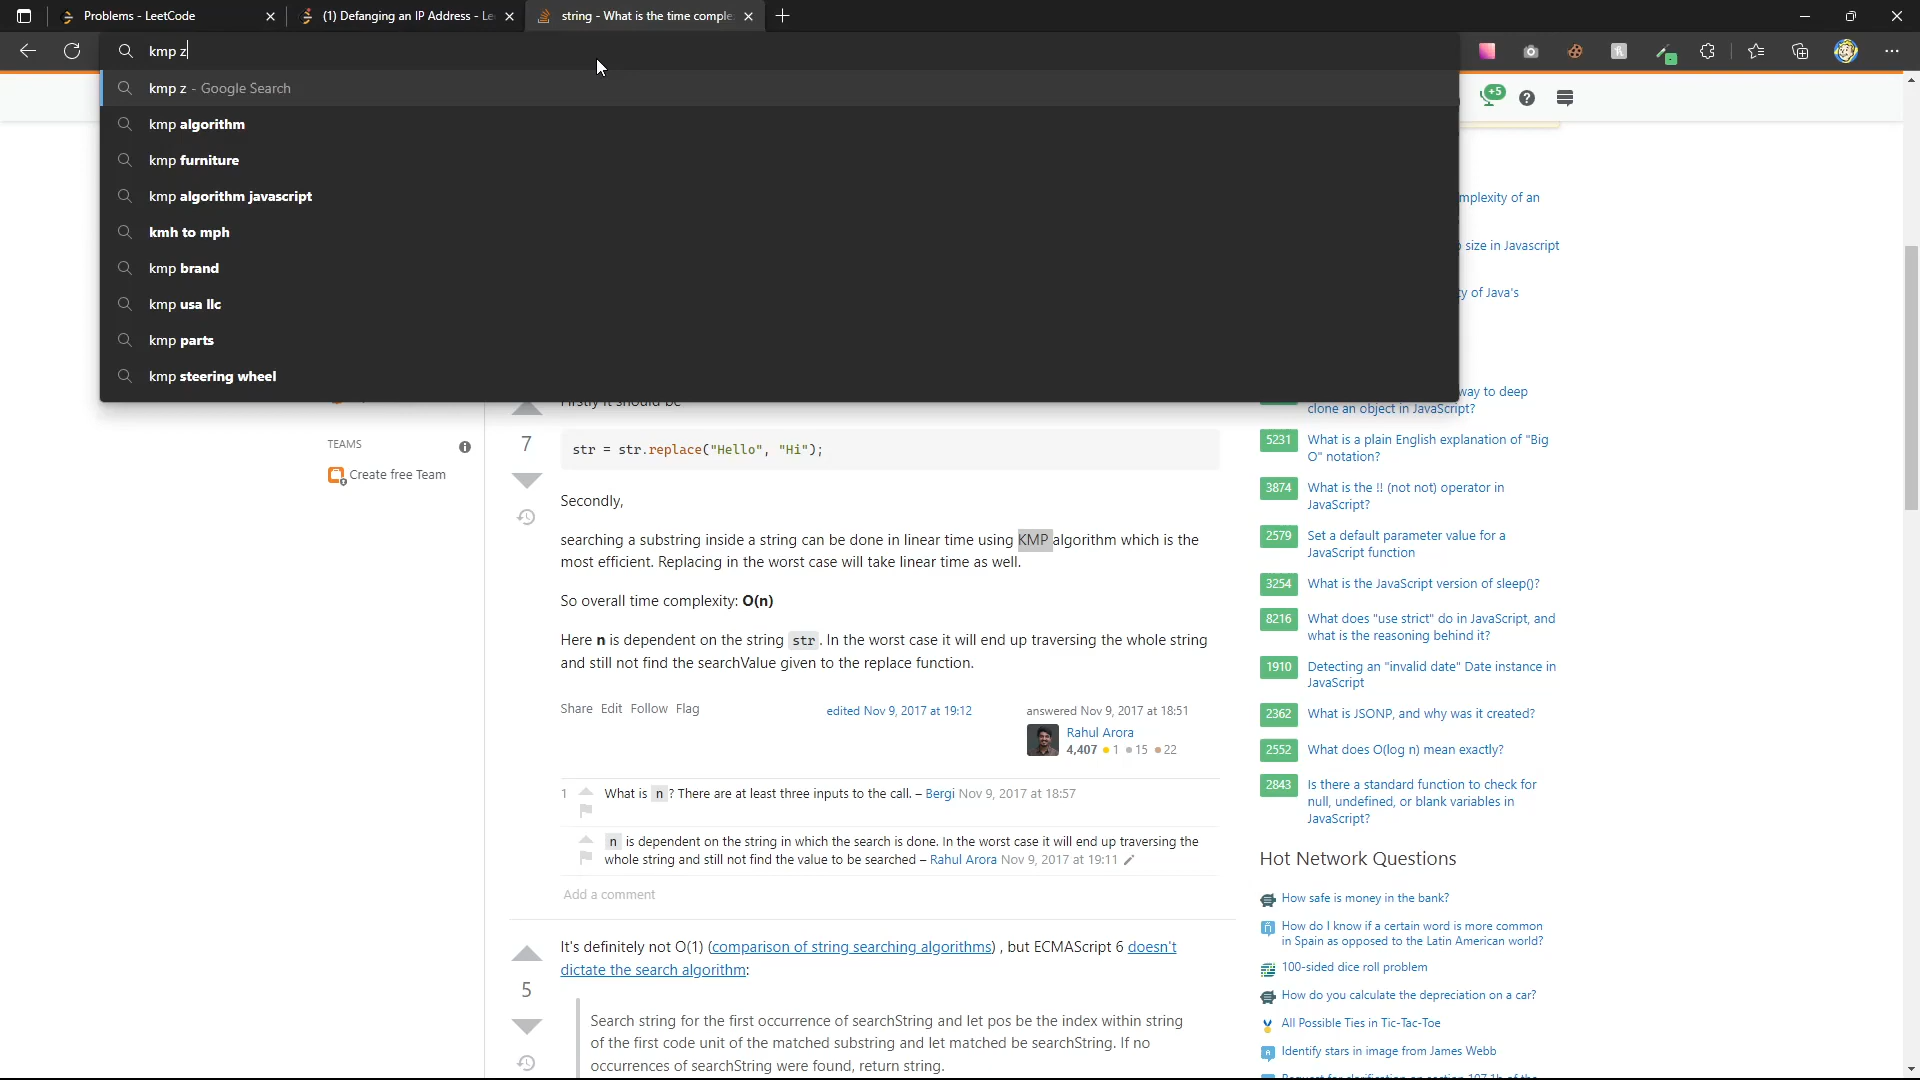 Problems - LeetCode
(1) Defanging an IP Address - Le
string - What is the time comple
kmp z
kmp z - Google Search
kmp algorithm
kmp furniture
kmp algorithm javascript
kmh to mph
kmp brand
kmp usa llc
kmp parts
kmp steering wheel
+5
TEAMS
Create free Team
Firstly it should be
7
str = str.replace("Hello", "Hi");
Secondly,
searching a substring inside a string can be done in linear time using KMP algorithm which is the
most efficient. Replacing in the worst case will take linear time as well.
So overall time complexity: O(n)
Here n is dependent on the string str . In the worst case it will end up traversing the whole string
and still not find the searchValue given to the replace function.
Share Edit Follow Flag
edited Nov 9, 2017 at 19:12
answered Nov 9, 2017 at 18:51
Rahul Arora
4,407 1 15 22
1 What is n? There are at least three inputs to the call. – Bergi Nov 9, 2017 at 18:57
n is dependent on the string in which the search is done. In the worst case it will end up traversing the
whole string and still not find the value to be searched – Rahul Arora Nov 9, 2017 at 19:11
Add a comment
It's definitely not O(1) (comparison of string searching algorithms) , but ECMAScript 6 doesn't
dictate the search algorithm:
5
Search string for the first occurrence of searchString and let pos be the index within string
of the first code unit of the matched substring and let matched be searchString. If no
occurrences of searchString were found, return string.
mplexity of an
size in Javascript
ty of Java's
way to deep
clone an object in JavaScript?
5231 What is a plain English explanation of "Big
O" notation?
3874 What is the !! (not not) operator in
JavaScript?
2579 Set a default parameter value for a
JavaScript function
3254 What is the JavaScript version of sleep()?
8216 What does "use strict" do in JavaScript, and
what is the reasoning behind it?
1910 Detecting an "invalid date" Date instance in
JavaScript
2362 What is JSONP, and why was it created?
2552 What does O(log n) mean exactly?
2843 Is there a standard function to check for
null, undefined, or blank variables in
JavaScript?
Hot Network Questions
How safe is money in the bank?
How do I know if a certain word is more common
in Spain as opposed to the Latin American world?
100-sided dice roll problem
How do you calculate the depreciation on a car?
All Possible Ties in Tic-Tac-Toe
Identify stars in image from James Webb